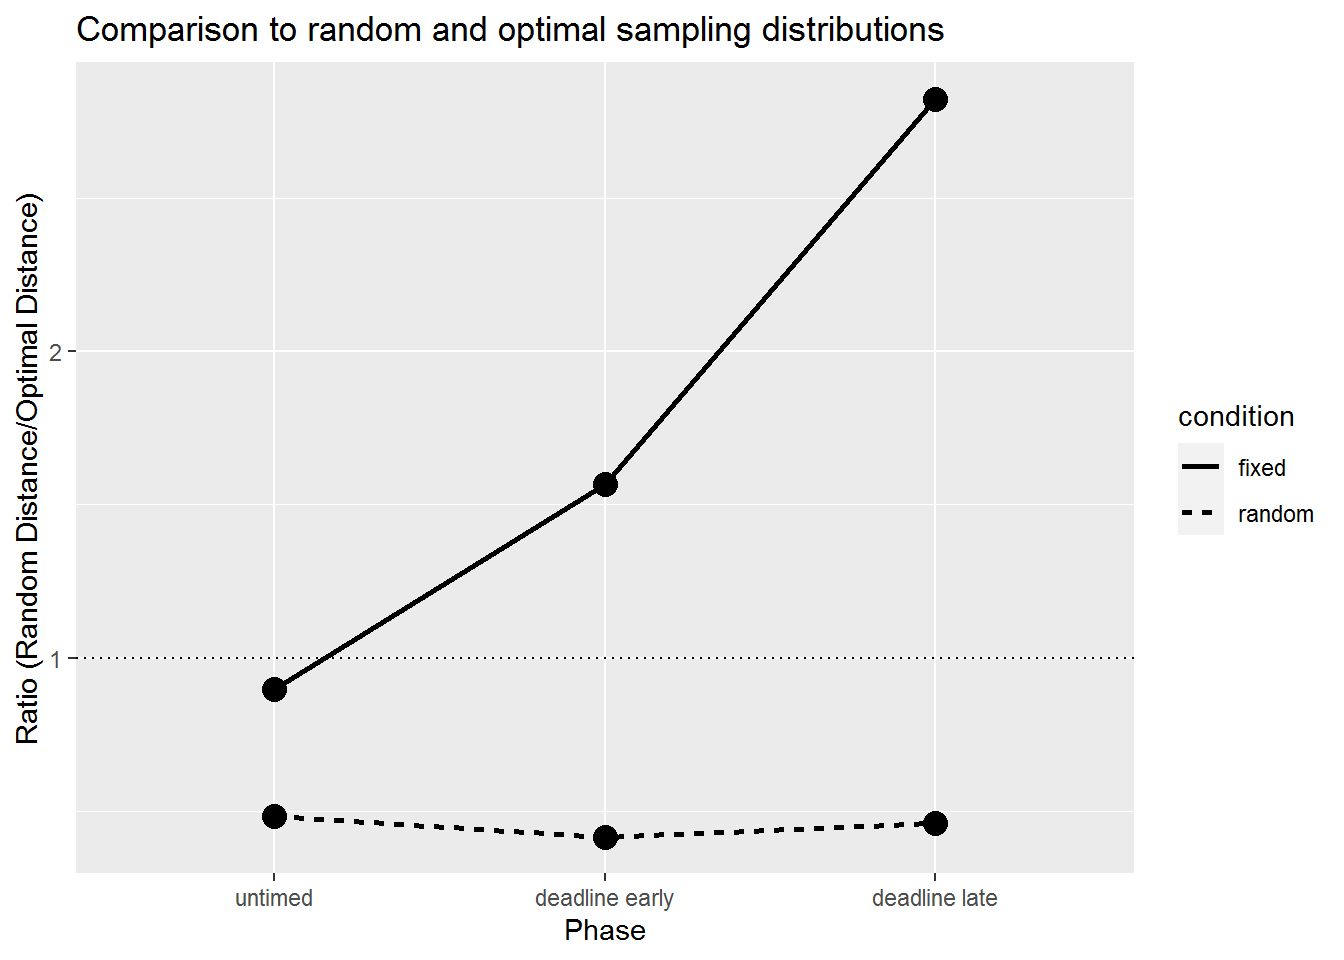 Comparison to random and optimal sampling distributions
Ratio (Random Distance/Optimal Distance)
2
1
untimed
deadline early
deadline late
Phase
condition
fixed
random